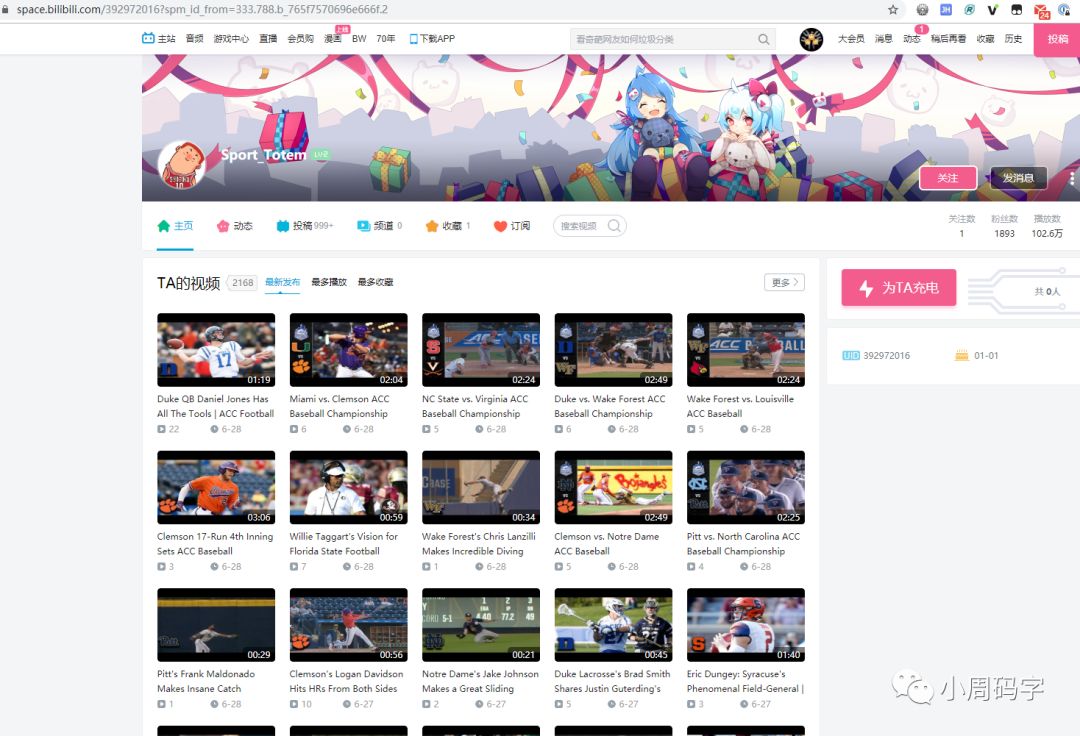 space.bilibili.com/392972016?spm_id_from=333.788.b_765f7570696e666f.2
主站 音频 游戏中心 直播 会员购 漫画 上线 BW 70年 下载APP
看奇葩网友如何垃圾分类
大会员 消息 动态 1 稍后再看 收藏 历史 投稿
24
Sport_Totem LV2
关注 发消息
主页 动态 投稿 999+ 频道 0 收藏 1 订阅 搜索视频
关注数 粉丝数 播放数
1 1893 102.6万
TA的视频 2168 最新发布 最多播放 最多收藏 更多
为TA充电 共 0人
UID 392972016 01-01
01:19 02:04 02:24 02:49 02:24
Duke QB Daniel Jones Has Miami vs. Clemson ACC NC State vs. Virginia ACC Duke vs. Wake Forest ACC Wake Forest vs. Louisville
All The Tools | ACC Football Baseball Championship Baseball Championship Baseball Championship ACC Baseball
22 6-28 6 6-28 5 6-28 6 6-28 5 6-28
03:06 00:59 00:34 02:49 02:25
Clemson 17-Run 4th Inning Willie Taggart's Vision for Wake Forest's Chris Lanzilli Clemson vs. Notre Dame Pitt vs. North Carolina ACC
Sets ACC Baseball Florida State Football Makes Incredible Diving ACC Baseball Baseball Championship
3 6-28 7 6-28 1 6-28 5 6-28 4 6-28
00:29 00:56 00:21 00:45 01:40
Pitt's Frank Maldonado Clemson's Logan Davidson Notre Dame's Jake Johnson Duke Lacrosse's Brad Smith Eric Dungey: Syracuse's
Makes Insane Catch Hits HRs From Both Sides Makes a Great Sliding Shares Justin Guterding's Phenomenal Field-General |
1 6-28 10 6-27 2 6-27 5 6-27 3 6-27
小周码字